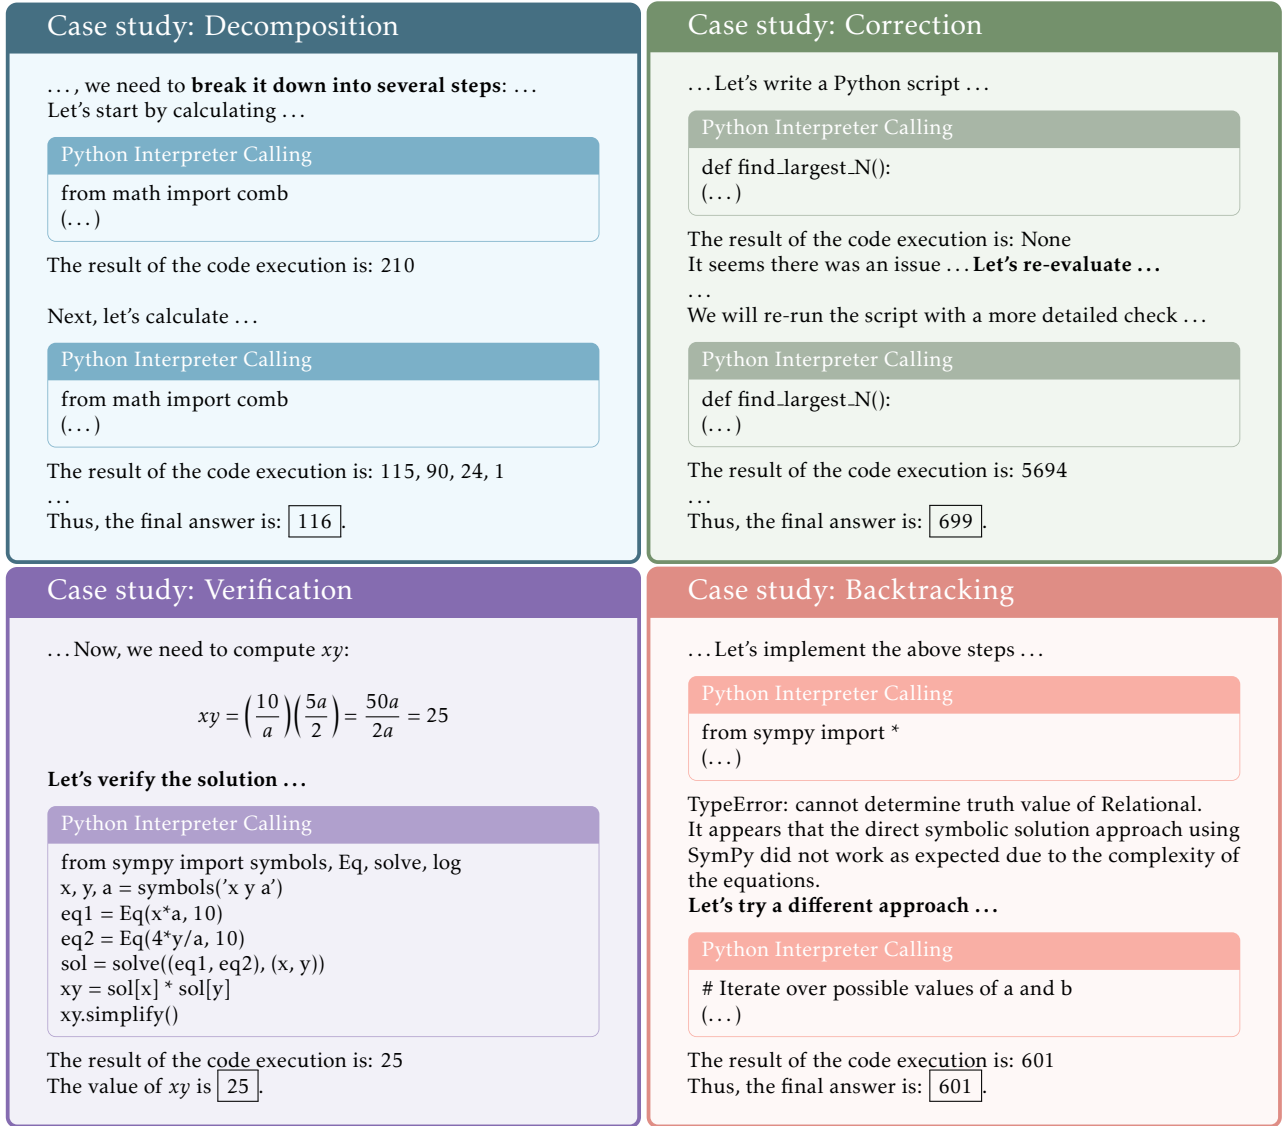 Case study: Decomposition
..., we need to break it down into several steps: ...
Let's start by calculating ...
Python Interpreter Calling
from math import comb
(...)
The result of the code execution is: 210
Next, let's calculate ...
Python Interpreter Calling
from math import comb
(...)
The result of the code execution is: 115, 90, 24, 1
...
Thus, the final answer is: 116.
Case study: Correction
...Let's write a Python script ...
Python Interpreter Calling
def find_largest_N():
(...)
The result of the code execution is: None
It seems there was an issue ...Let's re-evaluate ...
...
We will re-run the script with a more detailed check ...
Python Interpreter Calling
def find_largest_N():
(...)
The result of the code execution is: 5694
...
Thus, the final answer is: 699.
Case study: Verification
...Now, we need to compute xy:
xy = (10/a)(5a/2) = 50a/2a = 25
Let's verify the solution ...
Python Interpreter Calling
from sympy import symbols, Eq, solve, log
x, y, a = symbols('x y a')
eq1 = Eq(x*a, 10)
eq2 = Eq(4*y/a, 10)
sol = solve((eq1, eq2), (x, y))
xy = sol[x] * sol[y]
xy.simplify()
The result of the code execution is: 25
The value of xy is 25.
Case study: Backtracking
...Let's implement the above steps ...
Python Interpreter Calling
from sympy import *
(...)
TypeError: cannot determine truth value of Relational.
It appears that the direct symbolic solution approach using
SymPy did not work as expected due to the complexity of
the equations.
Let's try a different approach ...
Python Interpreter Calling
# Iterate over possible values of a and b
(...)
The result of the code execution is: 601
Thus, the final answer is: 601.